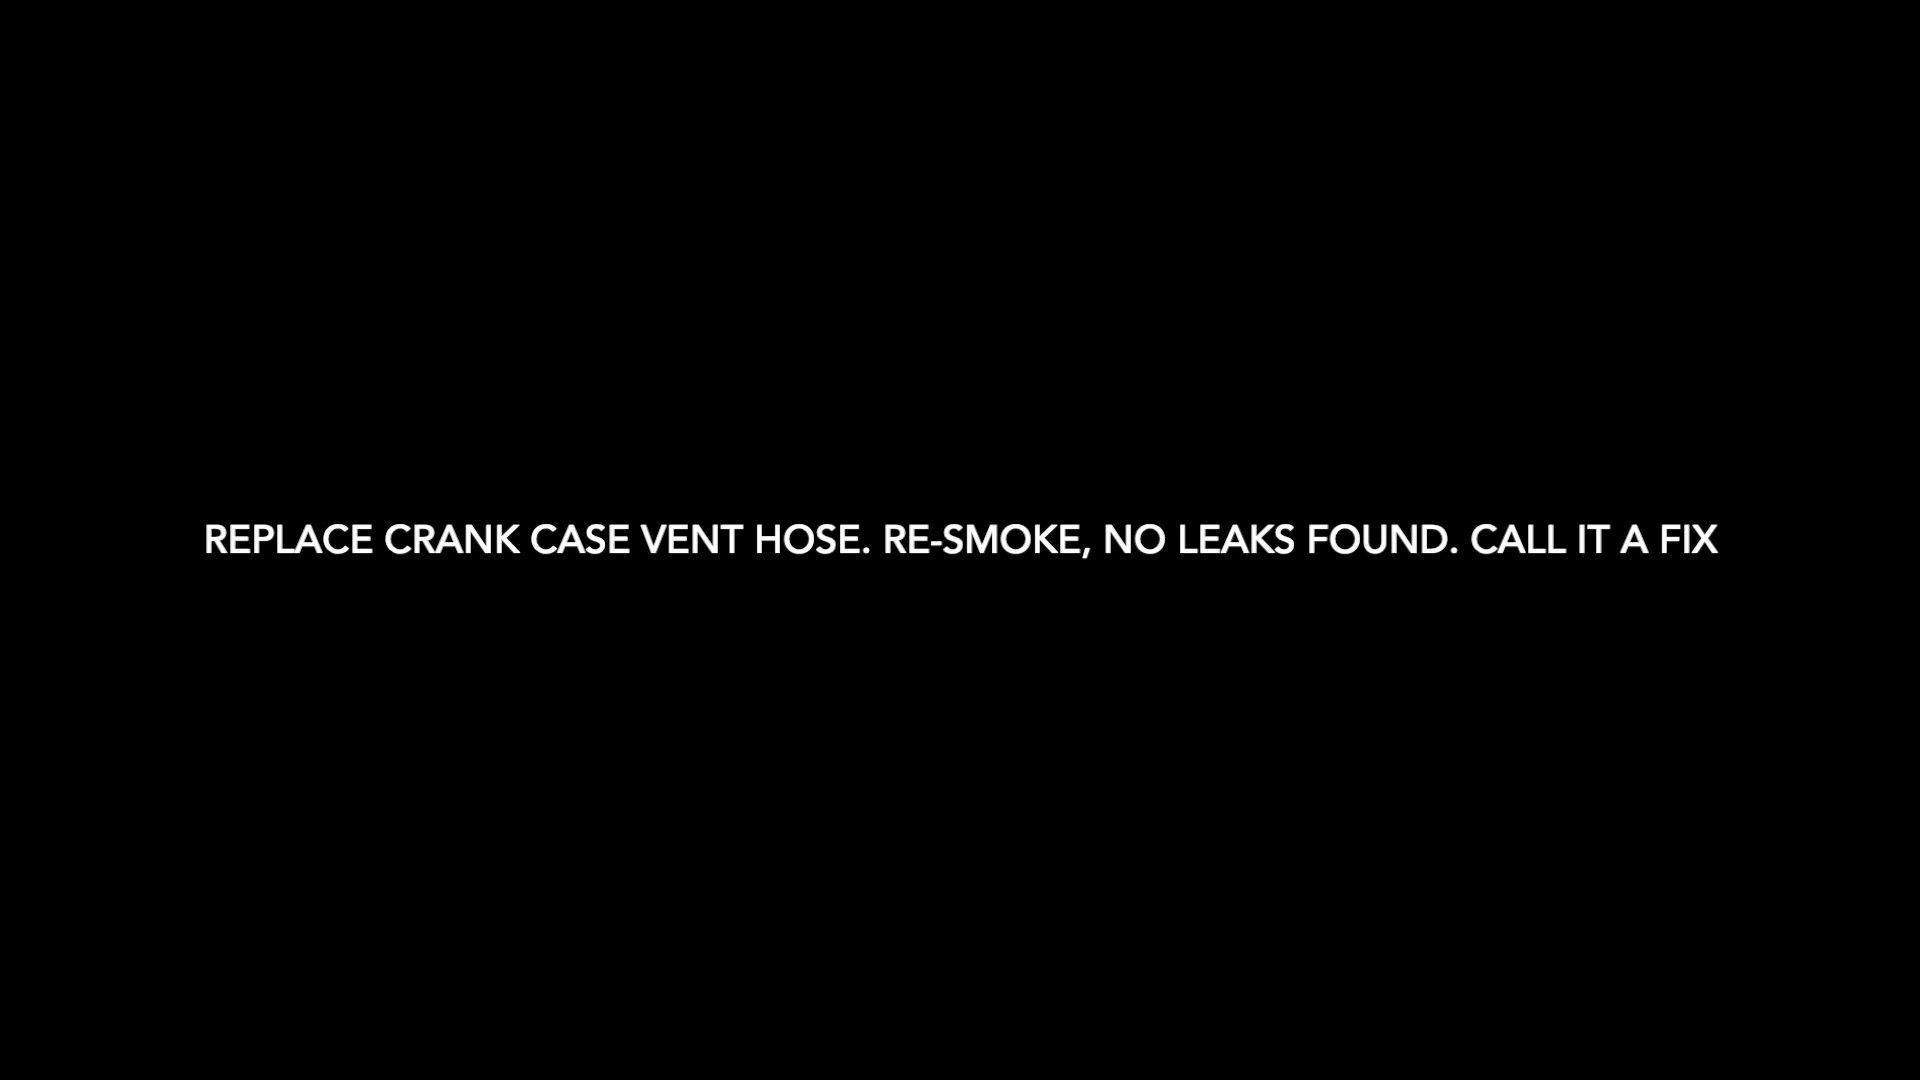 REPLACE CRANK CASE VENT HOSE. RE-SMOKE, NO LEAKS FOUND. CALL IT A FIX